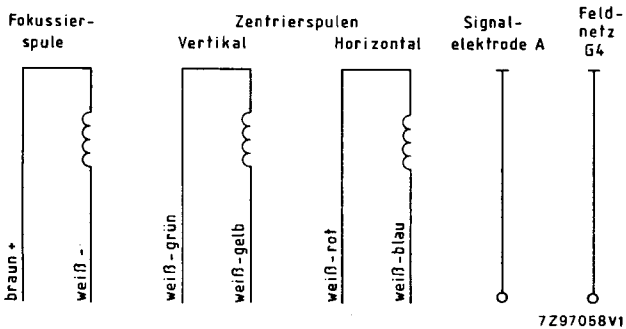 Fokussier-
spule
Zentrierspulen
Vertikal
Horizontal
Signal-
elektrode A
Feld-
netz
G4
braun +
weiß -
weiß-grün
weiß-gelb
weiß-rot
weiß-blau
7Z97058V1